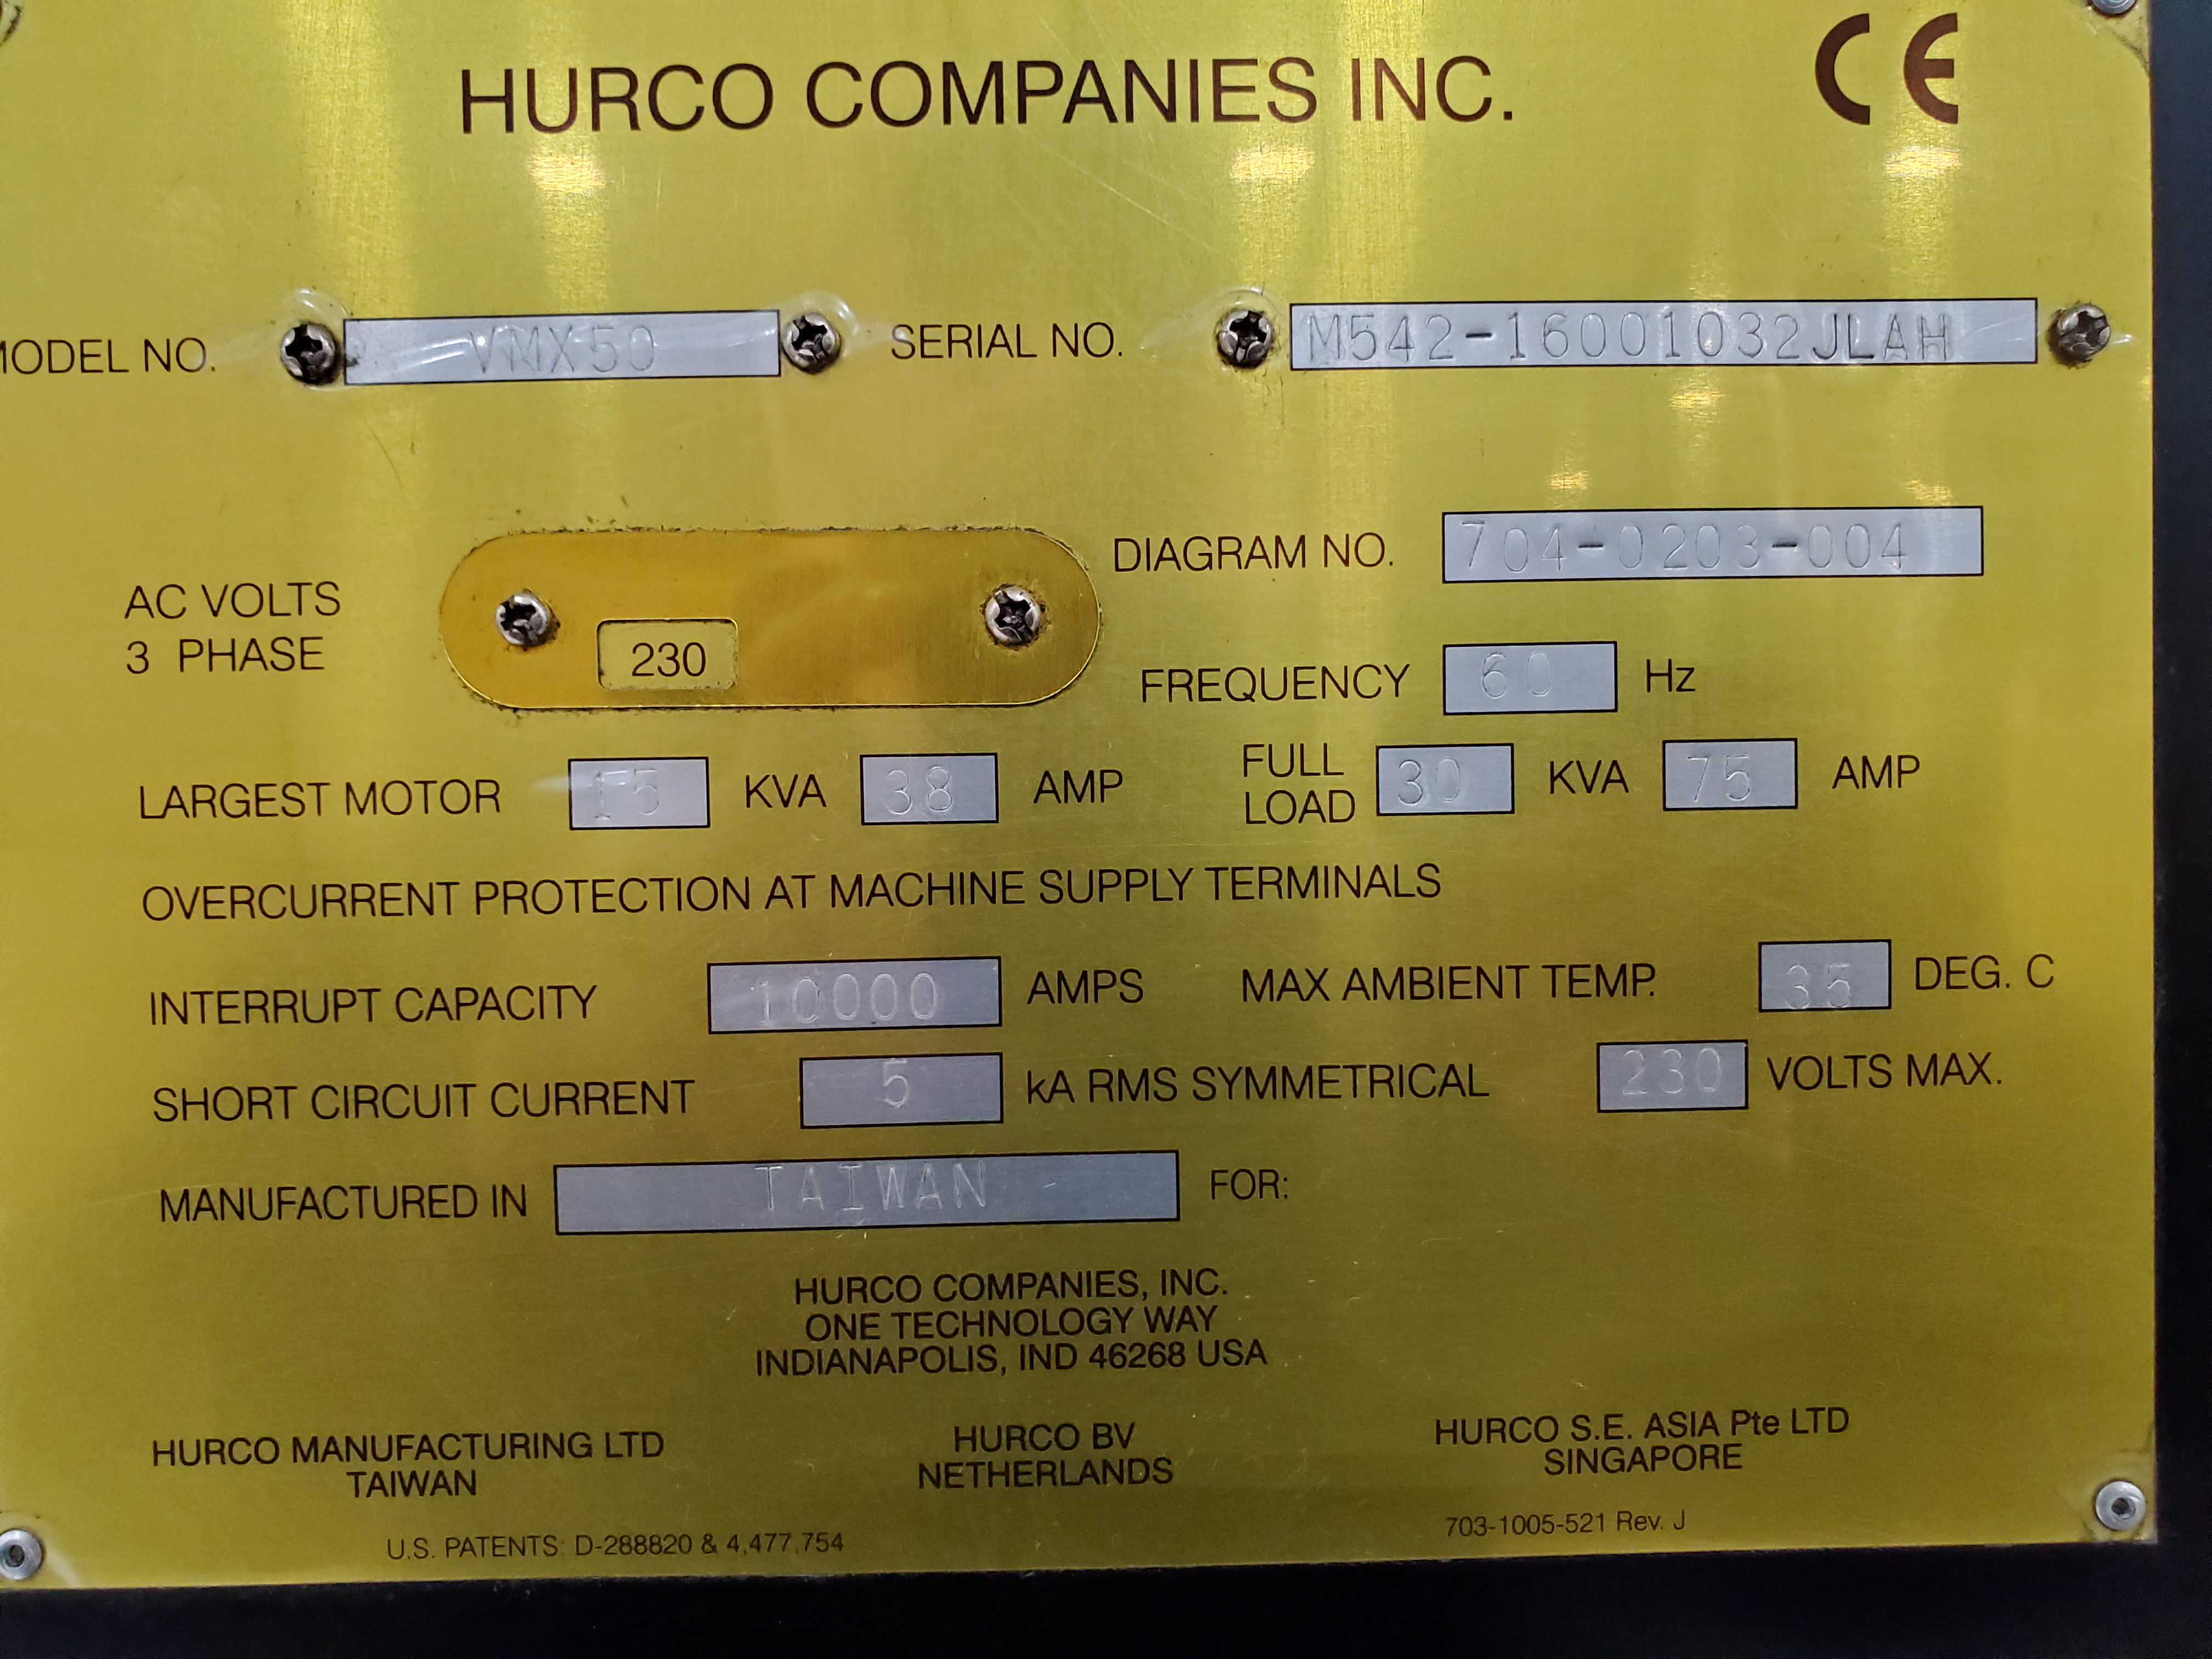 HURCO COMPANIES INC. CE
MODEL NO. VMX50 SERIAL NO. M542-16001032JLAH
AC VOLTS
3 PHASE
230
DIAGRAM NO. 704-0203-004
FREQUENCY 60 Hz
LARGEST MOTOR 15 KVA 38 AMP
FULL
LOAD 30 KVA 75 AMP
OVERCURRENT PROTECTION AT MACHINE SUPPLY TERMINALS
INTERRUPT CAPACITY 10000 AMPS MAX AMBIENT TEMP. 35 DEG. C
SHORT CIRCUIT CURRENT 5 kA RMS SYMMETRICAL 230 VOLTS MAX.
MANUFACTURED IN TAIWAN FOR:
HURCO COMPANIES, INC.
ONE TECHNOLOGY WAY
INDIANAPOLIS, IND 46268 USA
HURCO MANUFACTURING LTD
TAIWAN
HURCO BV
NETHERLANDS
HURCO S.E. ASIA Pte LTD
SINGAPORE
U.S. PATENTS: D-288820 & 4,477,754
703-1005-521 Rev. J